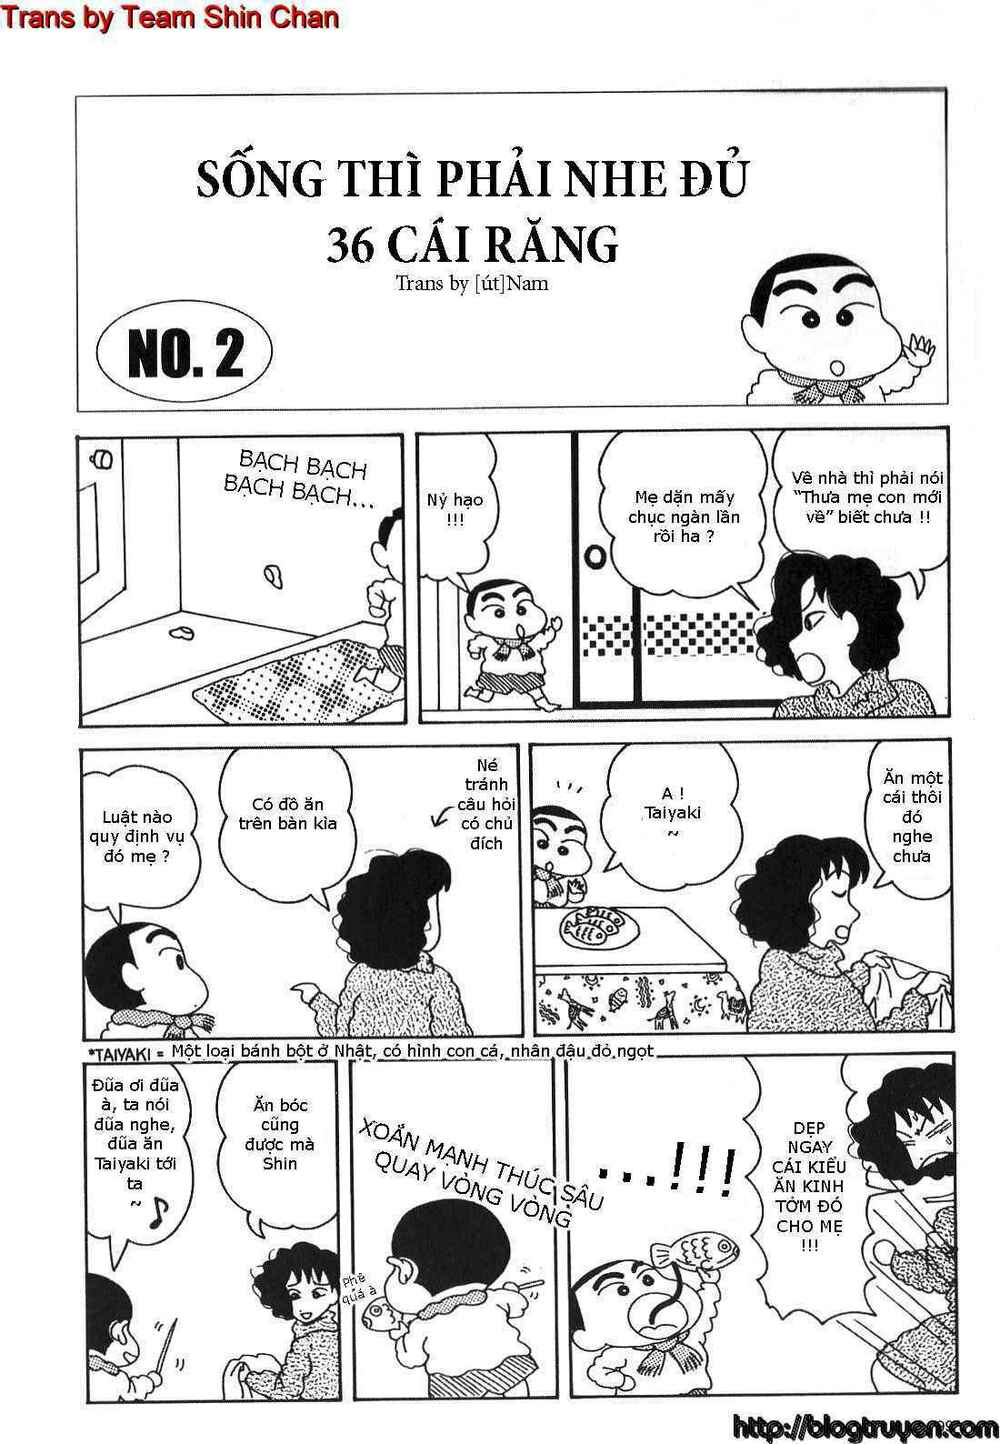 Trans by Team Shin Chan
SỐNG THÌ PHẢI NHE ĐỦ
36 CÁI RĂNG
Trans by [út]Nam
NO. 2
BẠCH BẠCH
BẠCH BẠCH...
Nỷ hạo
!!!
Mẹ dặn mấy
chục ngàn lần
rồi ha ?
Về nhà thì phải nói
“Thưa mẹ con mới
về” biết chưa !!
Luật nào
quy định vụ
đó mẹ ?
Có đồ ăn
trên bàn kìa
Né
tránh
câu hỏi
có chủ
đích
A !
Taiyaki
~
Ăn một
cái thôi
đó
nghe
chưa
*TAIYAKI = Một loại bánh bột ở Nhật, có hình con cá, nhân đậu đỏ ngọt
Đũa ơi đũa
à, ta nói
đũa nghe,
đũa ăn
Taiyaki tới
ta
~
Ăn bóc
cũng
được mà
Shin
XOẮN MẠNH THÚC SÂU
QUAY VÒNG VÒNG
Phê
quá à
...!!!
DẸP
NGAY
CÁI KIỂU
ĂN KINH
TỞM ĐÓ
CHO MẸ
!!!
http://blogtruyen.com